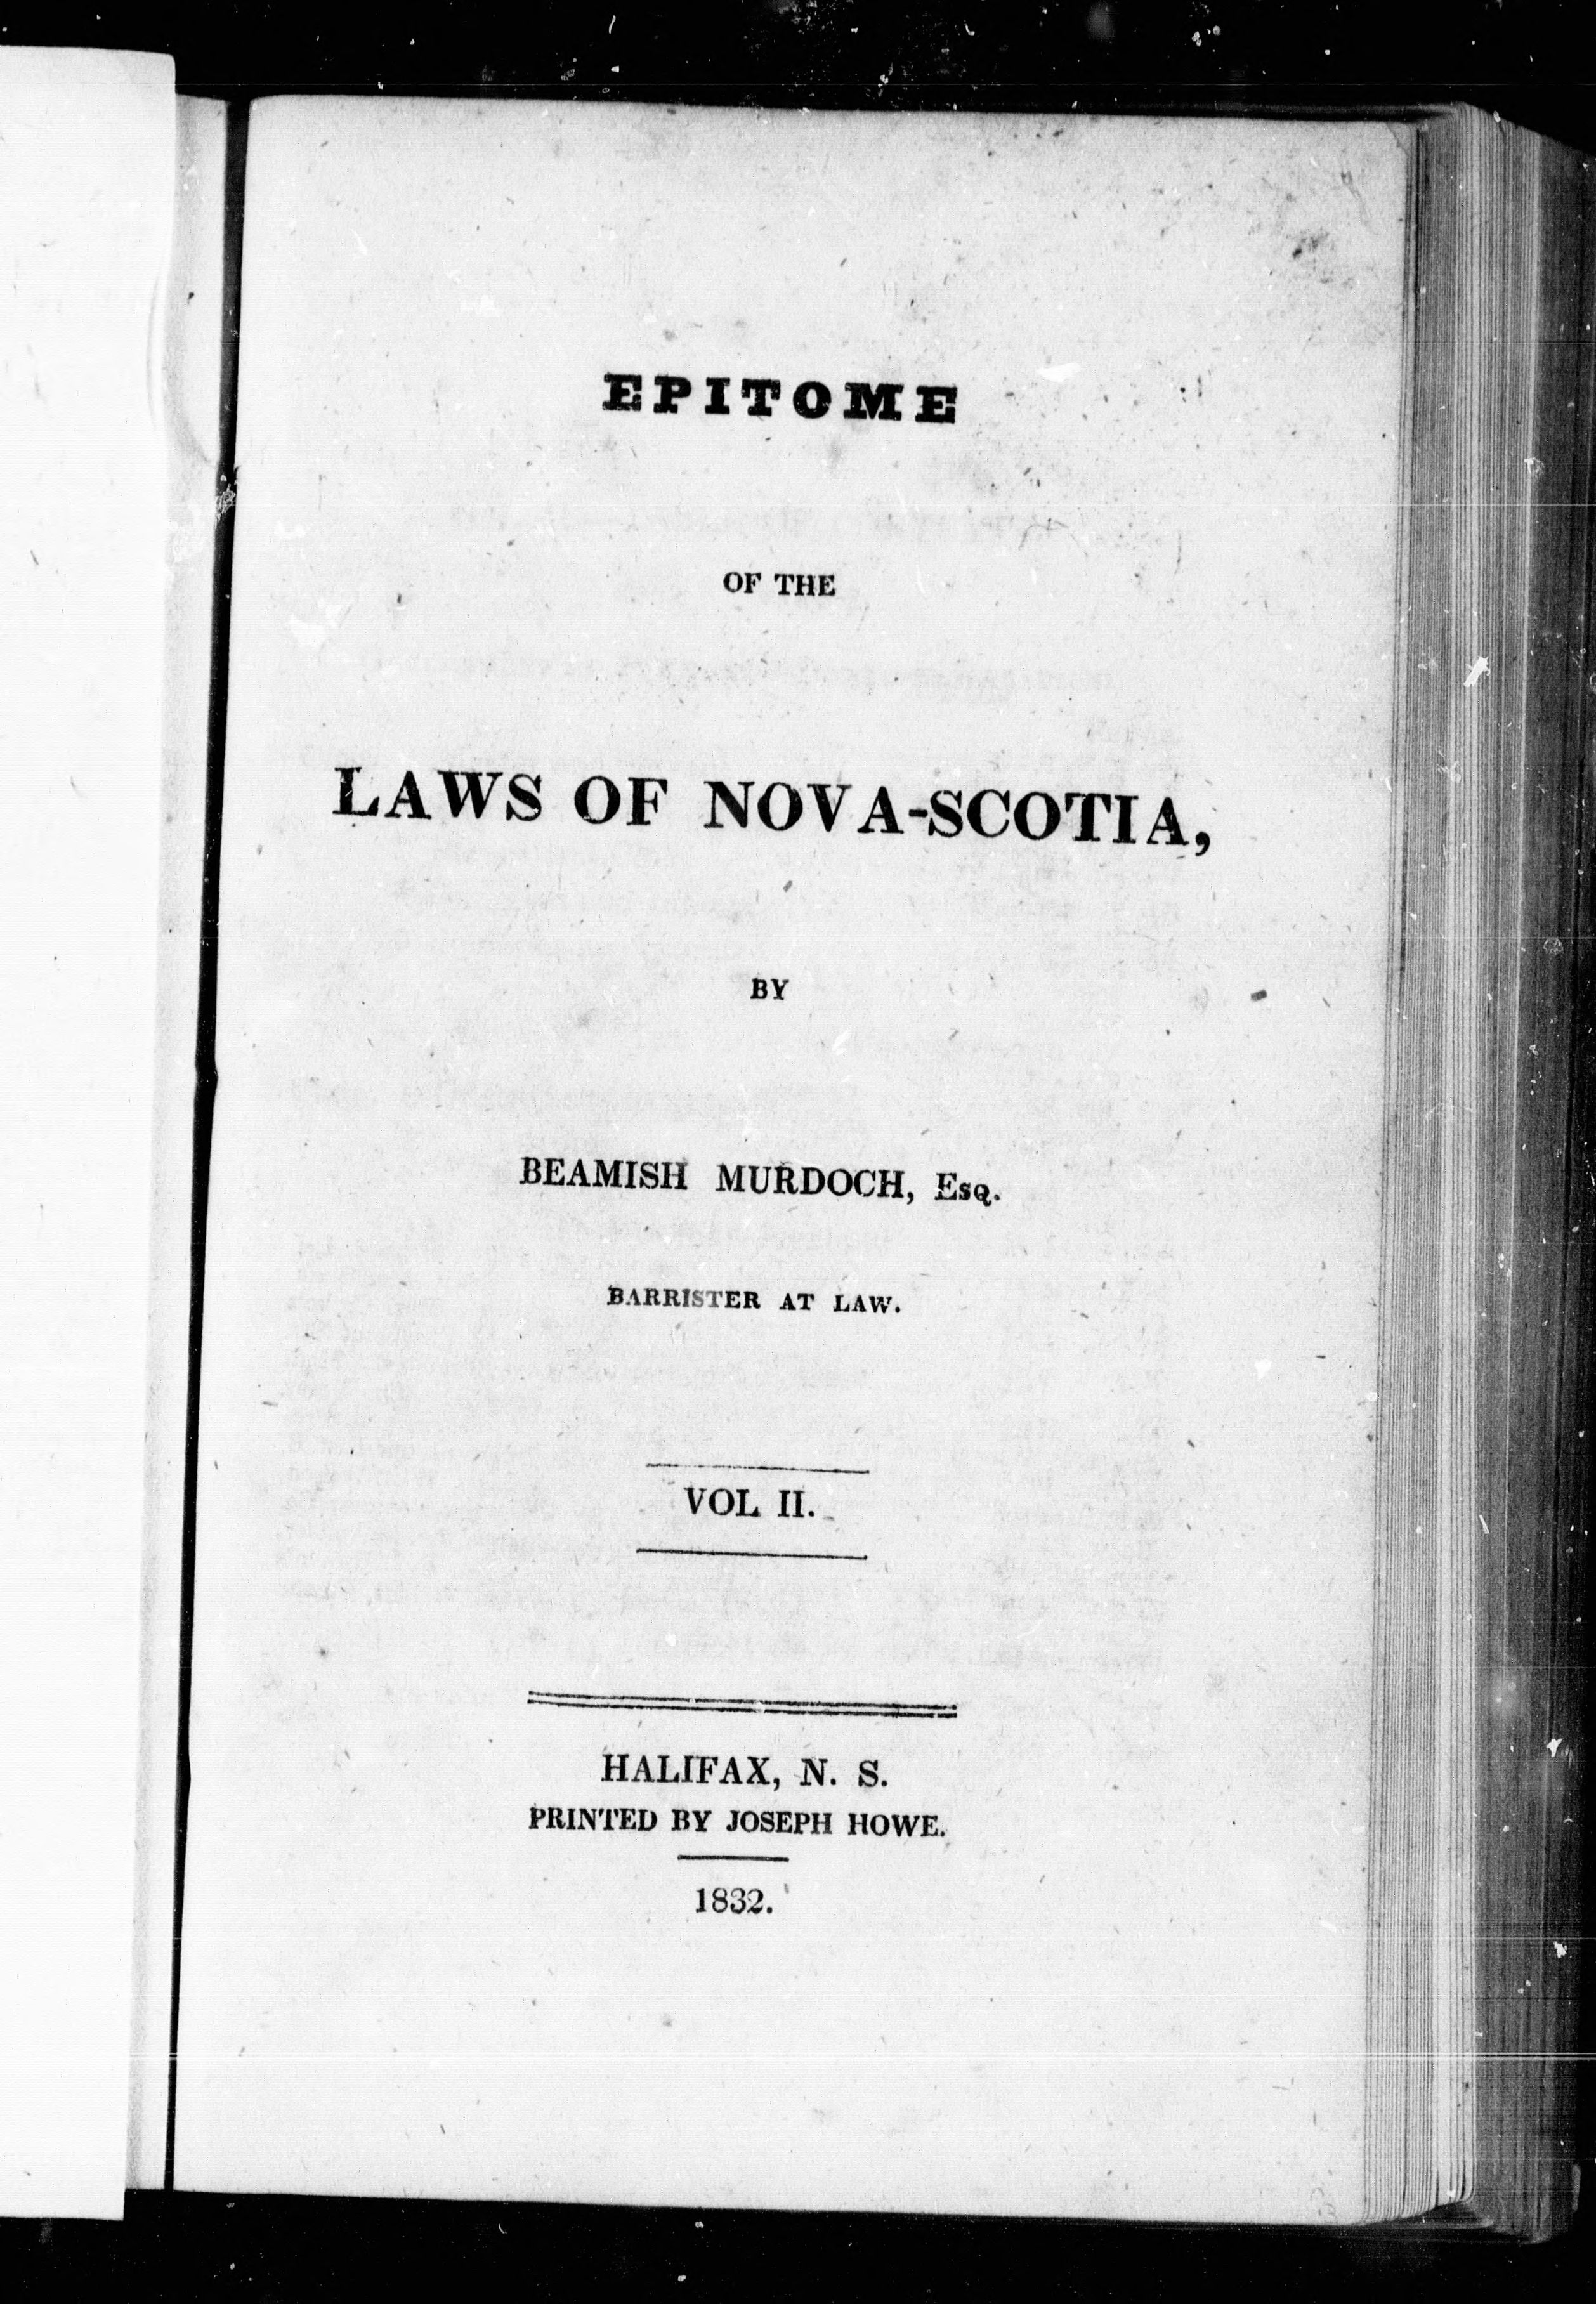 EPITOME
OF THE
LAWS OF NOVA-SCOTIA,
BY
BEAMISH MURDOCH, Esq.
BARRISTER AT LAW.
VOL II.
HALIFAX, N. S.
PRINTED BY JOSEPH HOWE.
1832.